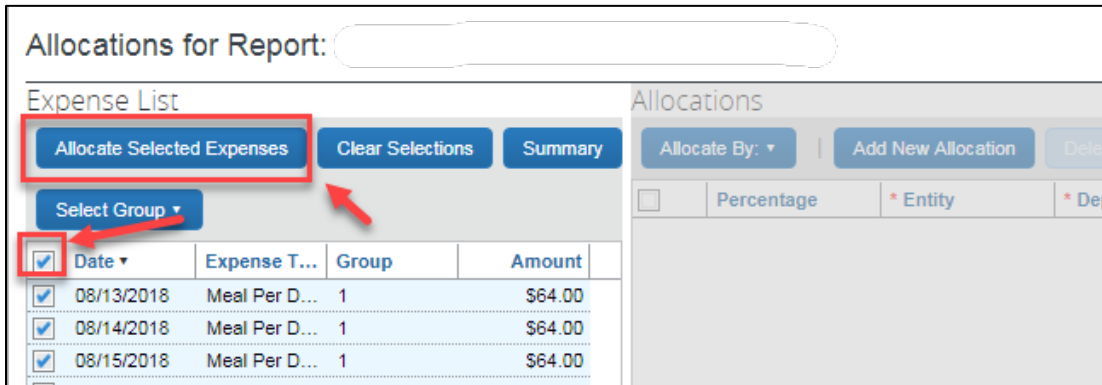 Allocations for Report:
Expense List
Allocations
Allocate Selected Expenses Clear Selections Summary
Allocate By: Add New Allocation Dele
Select Group
Percentage * Entity * De
Date Expense T... Group Amount
08/13/2018 Meal Per D... 1 $64.00
08/14/2018 Meal Per D... 1 $64.00
08/15/2018 Meal Per D... 1 $64.00